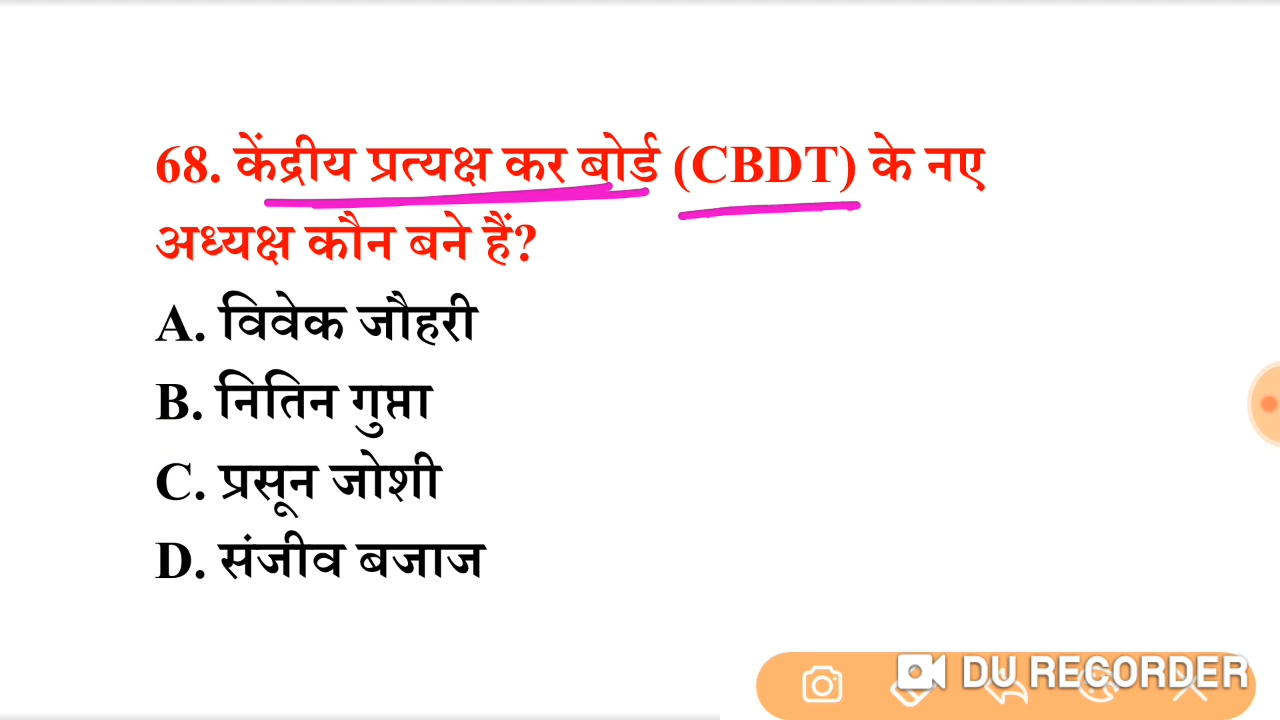 68. केंद्रीय प्रत्यक्ष कर बोर्ड (CBDT) के नए
अध्यक्ष कौन बने हैं?
A. विवेक जौहरी
B. नितिन गुप्ता
C. प्रसून जोशी
D. संजीव बजाज
DU RECORDER